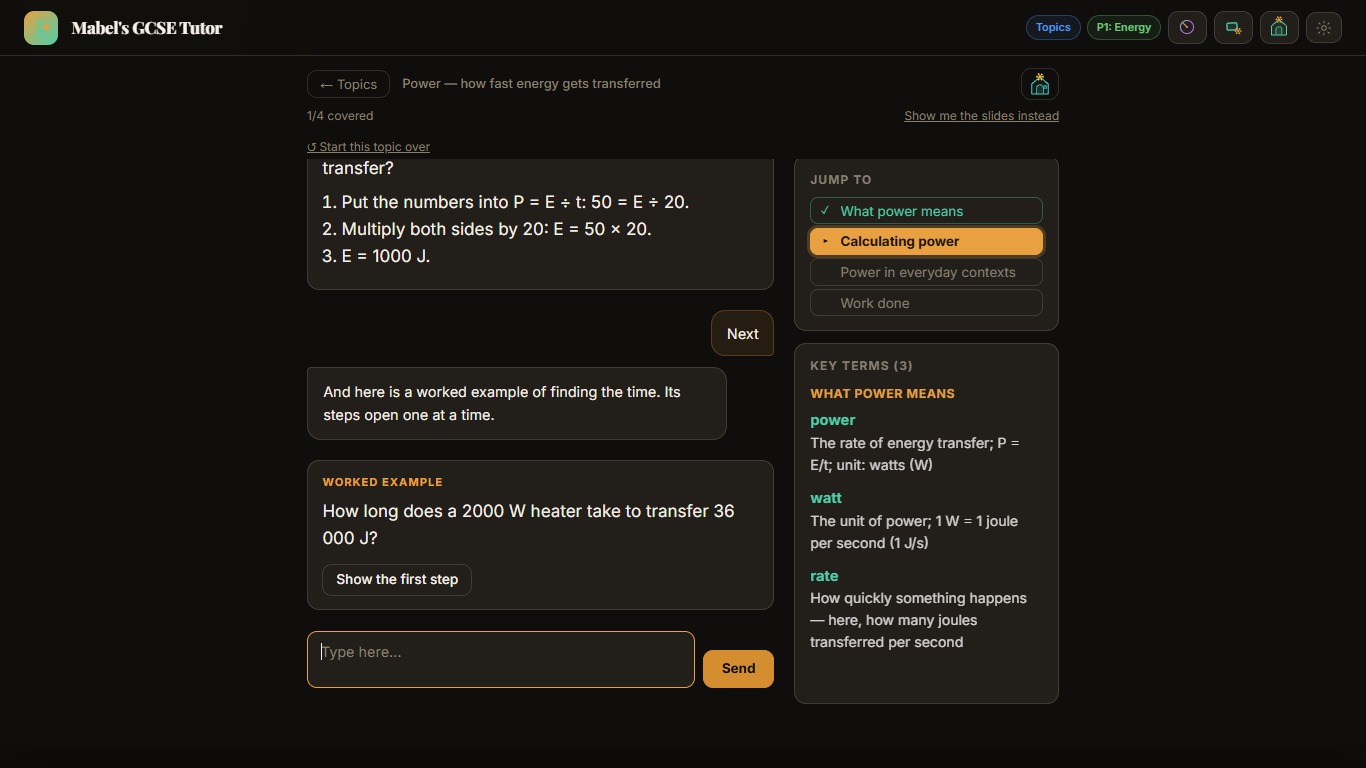 Mabel's GCSE Tutor
Topics
P1: Energy
← Topics
Power — how fast energy gets transferred
1/4 covered
Show me the slides instead
↺ Start this topic over
transfer?
1. Put the numbers into P = E ÷ t: 50 = E ÷ 20.
2. Multiply both sides by 20: E = 50 × 20.
3. E = 1000 J.
Next
And here is a worked example of finding the time. Its
steps open one at a time.
WORKED EXAMPLE
How long does a 2000 W heater take to transfer 36
000 J?
Show the first step
Type here...
Send
JUMP TO
✓ What power means
▸ Calculating power
Power in everyday contexts
Work done
KEY TERMS (3)
WHAT POWER MEANS
power
The rate of energy transfer; P =
E/t; unit: watts (W)
watt
The unit of power; 1 W = 1 joule
per second (1 J/s)
rate
How quickly something happens
— here, how many joules
transferred per second